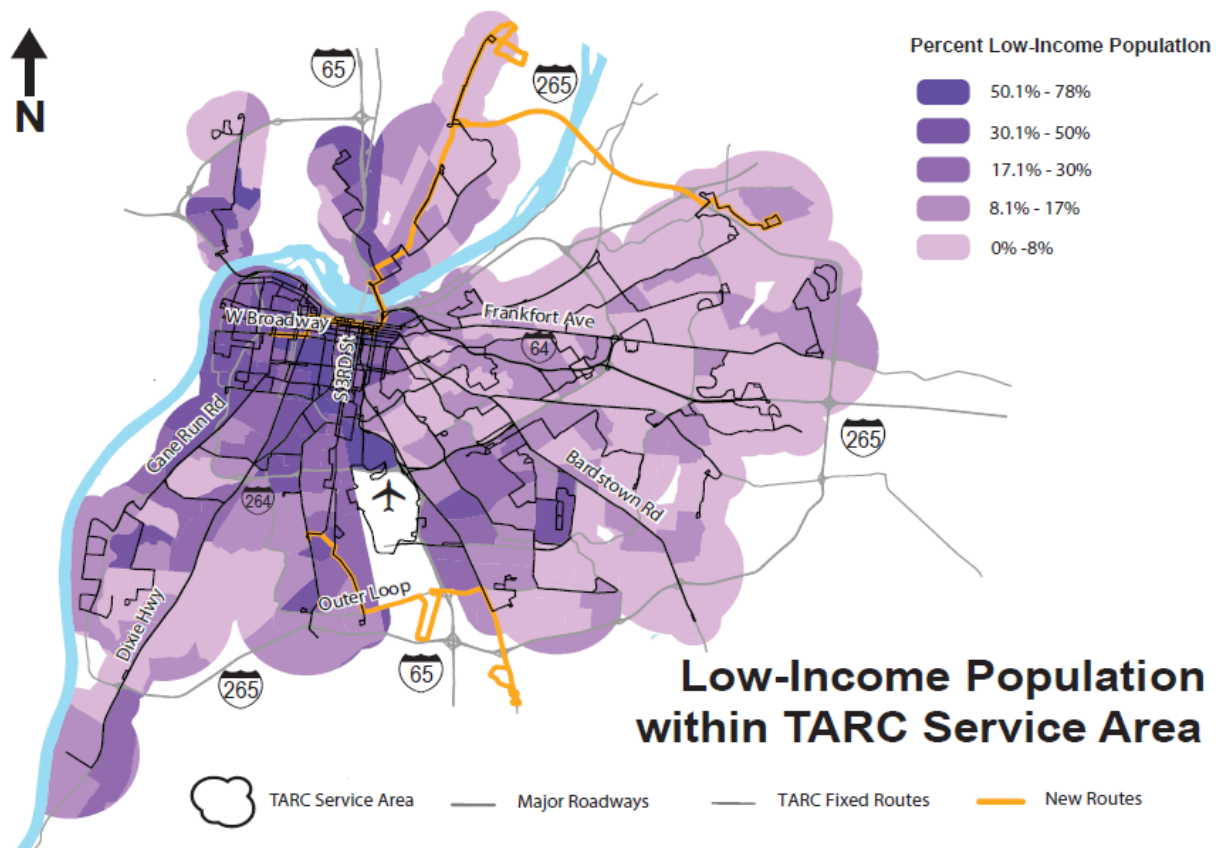 N
65
265
Percent Low-Income Population
50.1% - 78%
30.1% - 50%
17.1% - 30%
8.1% - 17%
0% -8%
W Broadway
Frankfort Ave
64
S 3RD St
Cane Run Rd
265
Bardstown Rd
264
Outer Loop
Dixie Hwy
65
265
Low-Income Population
within TARC Service Area
TARC Service Area
Major Roadways
TARC Fixed Routes
New Routes